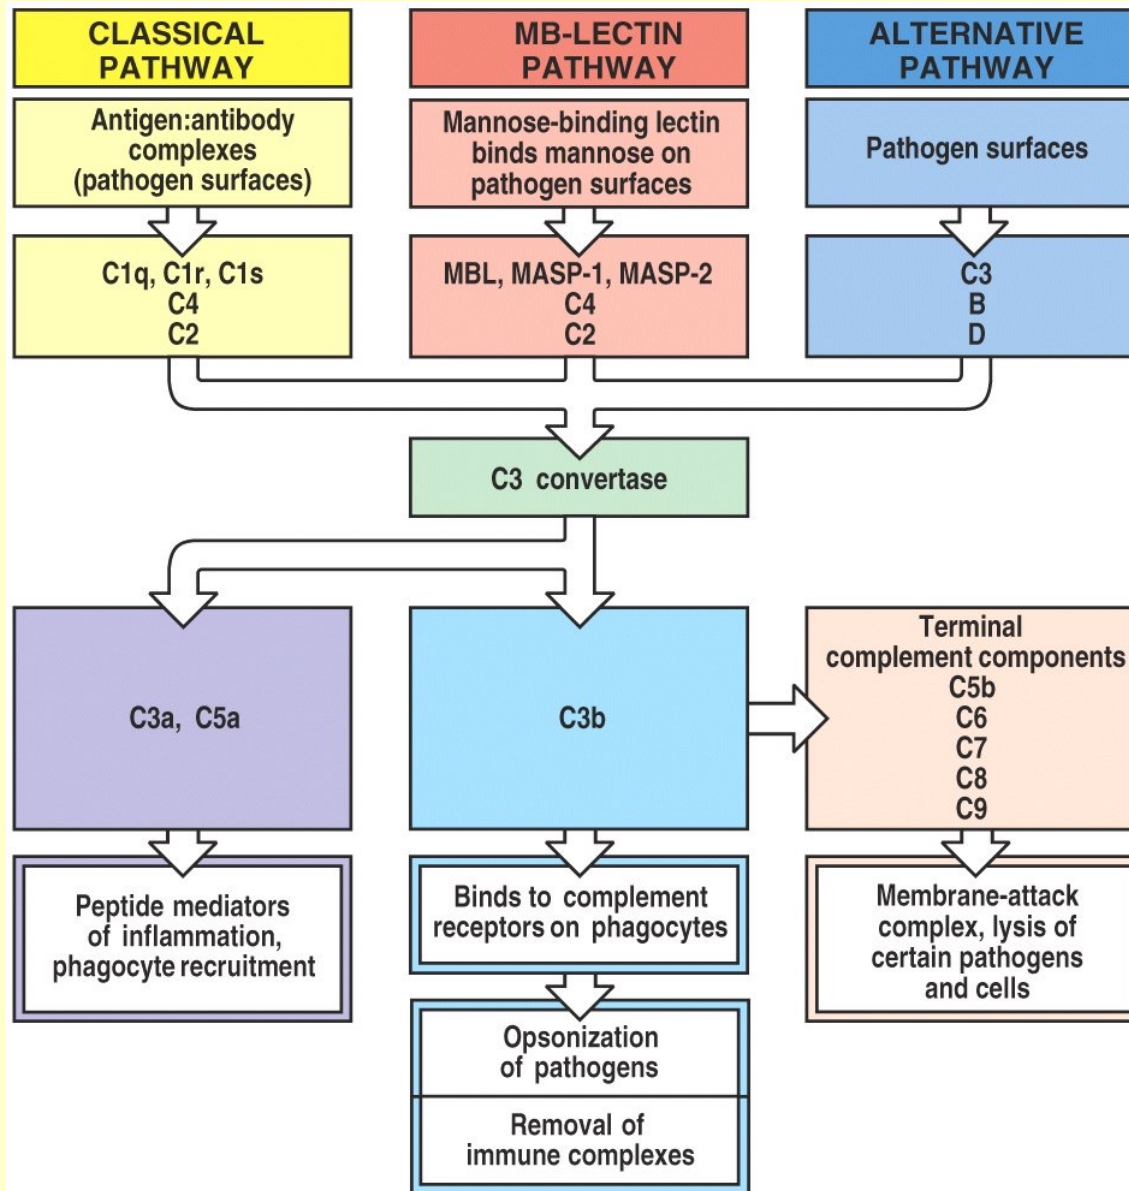 CLASSICAL
PATHWAY
MB-LECTIN
PATHWAY
ALTERNATIVE
PATHWAY
Antigen:antibody
complexes
(pathogen surfaces)
Mannose-binding lectin
binds mannose on
pathogen surfaces
Pathogen surfaces
C1q, C1r, C1s
C4
C2
MBL, MASP-1, MASP-2
C4
C2
C3
B
D
C3 convertase
C3a, C5a
C3b
Terminal
complement components
C5b
C6
C7
C8
C9
Peptide mediators
of inflammation,
phagocyte recruitment
Binds to complement
receptors on phagocytes
Membrane-attack
complex, lysis of
certain pathogens
and cells
Opsonization
of pathogens
Removal of
immune complexes